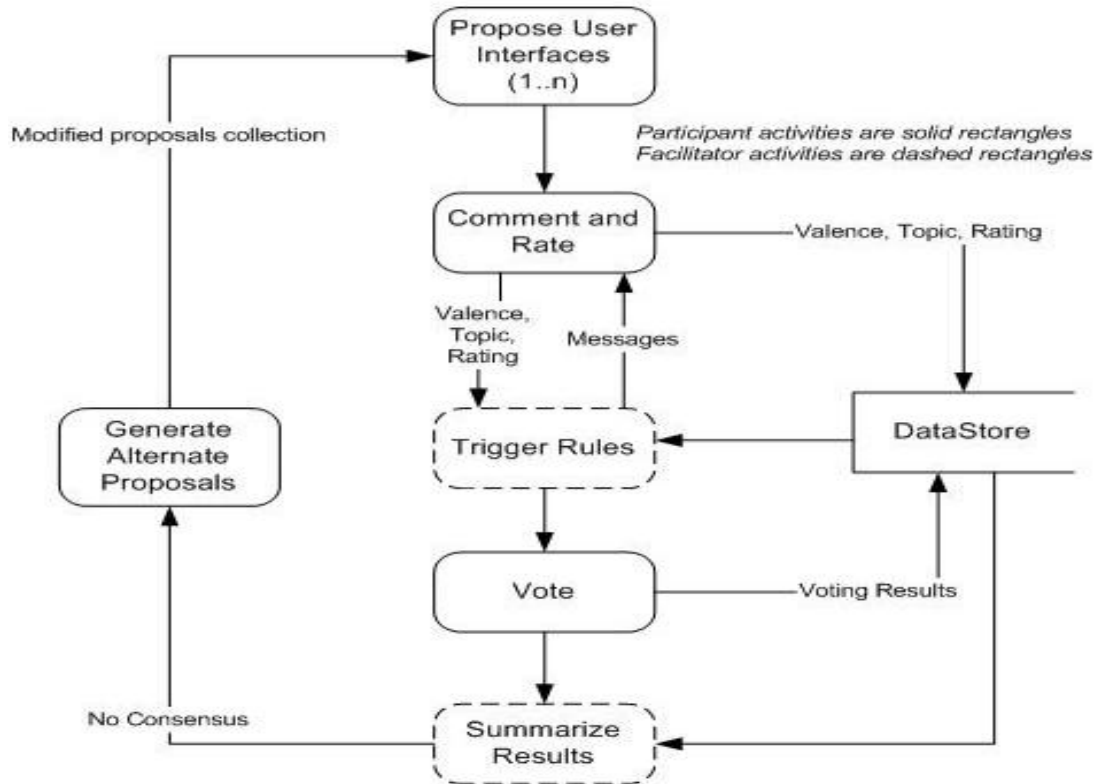 Propose User
Interfaces
(1..n)
Modified proposals collection
Participant activities are solid rectangles
Facilitator activities are dashed rectangles
Comment and
Rate
Valence, Topic, Rating
Valence,
Topic,
Rating
Messages
Generate
Alternate
Proposals
Trigger Rules
DataStore
Vote
Voting Results
No Consensus
Summarize
Results